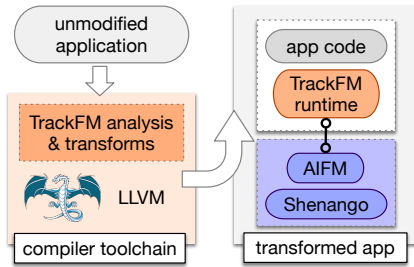 unmodified
application
TrackFM analysis
& transforms
LLVM
compiler toolchain
app code
TrackFM
runtime
AIFM
Shenango
transformed app